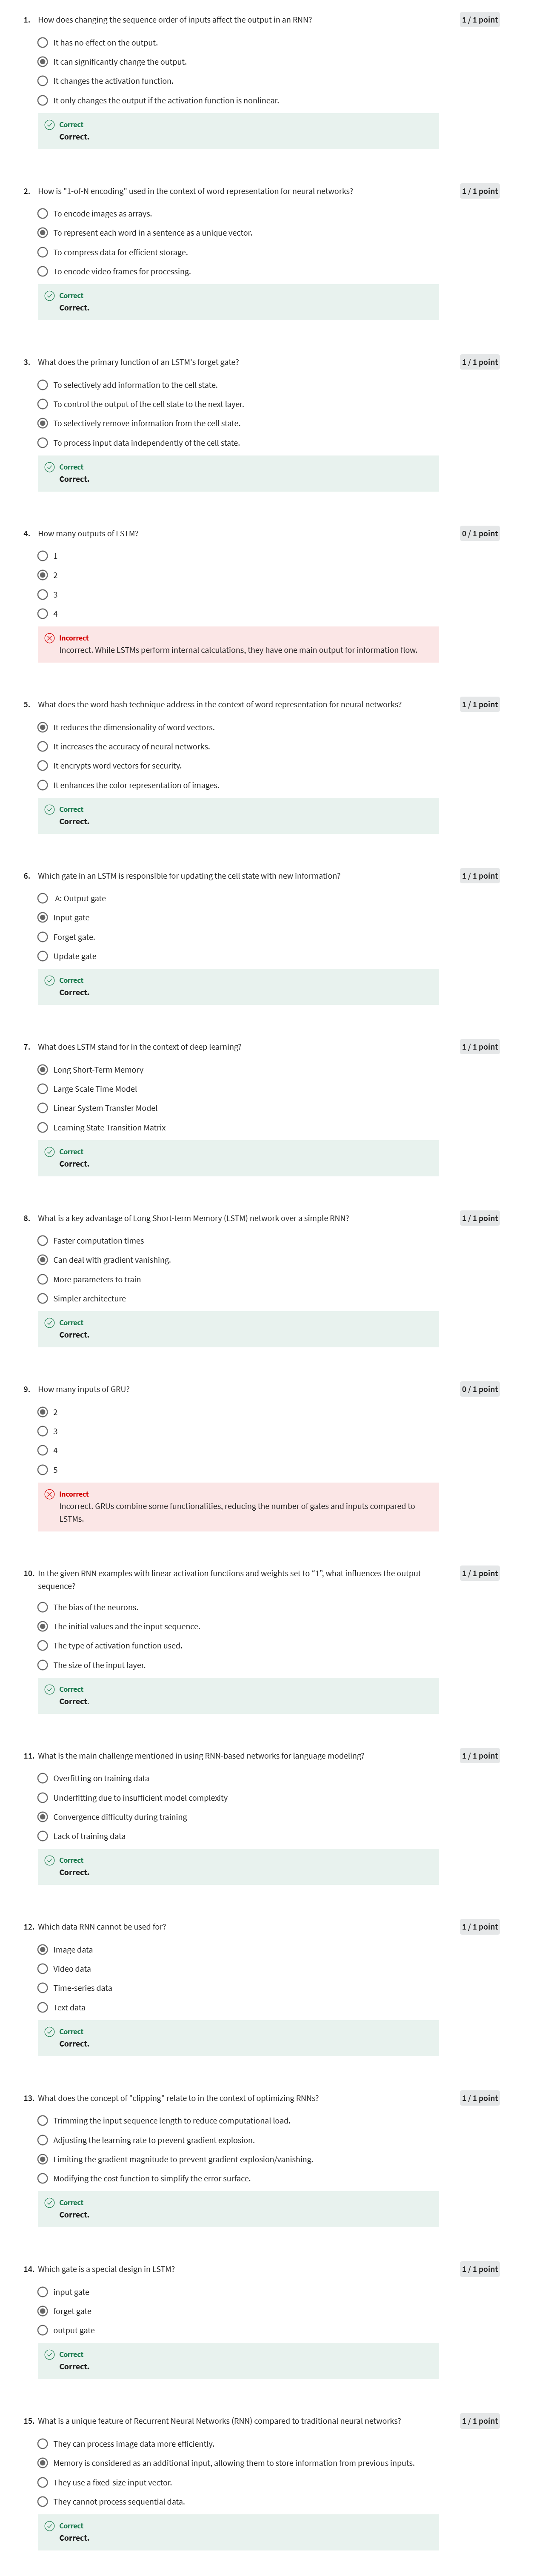 1. How does changing the sequence order of inputs affect the output in an RNN?
1 / 1 point
It has no effect on the output.
It can significantly change the output.
It changes the activation function.
It only changes the output if the activation function is nonlinear.
Correct
Correct.
2. How is "1-of-N encoding" used in the context of word representation for neural networks?
1 / 1 point
To encode images as arrays.
To represent each word in a sentence as a unique vector.
To compress data for efficient storage.
To encode video frames for processing.
Correct
Correct.
3. What does the primary function of an LSTM's forget gate?
1 / 1 point
To selectively add information to the cell state.
To control the output of the cell state to the next layer.
To selectively remove information from the cell state.
To process input data independently of the cell state.
Correct
Correct.
4. How many outputs of LSTM?
0 / 1 point
1
2
3
4
Incorrect
Incorrect. While LSTMs perform internal calculations, they have one main output for information flow.
5. What does the word hash technique address in the context of word representation for neural networks?
1 / 1 point
It reduces the dimensionality of word vectors.
It increases the accuracy of neural networks.
It encrypts word vectors for security.
It enhances the color representation of images.
Correct
Correct.
6. Which gate in an LSTM is responsible for updating the cell state with new information?
1 / 1 point
A: Output gate
Input gate
Forget gate.
Update gate
Correct
Correct.
7. What does LSTM stand for in the context of deep learning?
1 / 1 point
Long Short-Term Memory
Large Scale Time Model
Linear System Transfer Model
Learning State Transition Matrix
Correct
Correct.
8. What is a key advantage of Long Short-term Memory (LSTM) network over a simple RNN?
1 / 1 point
Faster computation times
Can deal with gradient vanishing.
More parameters to train
Simpler architecture
Correct
Correct.
9. How many inputs of GRU?
0 / 1 point
2
3
4
5
Incorrect
Incorrect. GRUs combine some functionalities, reducing the number of gates and inputs compared to
LSTMs.
10. In the given RNN examples with linear activation functions and weights set to “1”, what influences the output
sequence?
1 / 1 point
The bias of the neurons.
The initial values and the input sequence.
The type of activation function used.
The size of the input layer.
Correct
Correct.
11. What is the main challenge mentioned in using RNN-based networks for language modeling?
1 / 1 point
Overfitting on training data
Underfitting due to insufficient model complexity
Convergence difficulty during training
Lack of training data
Correct
Correct.
12. Which data RNN cannot be used for?
1 / 1 point
Image data
Video data
Time-series data
Text data
Correct
Correct.
13. What does the concept of "clipping" relate to in the context of optimizing RNNs?
1 / 1 point
Trimming the input sequence length to reduce computational load.
Adjusting the learning rate to prevent gradient explosion.
Limiting the gradient magnitude to prevent gradient explosion/vanishing.
Modifying the cost function to simplify the error surface.
Correct
Correct.
14. Which gate is a special design in LSTM?
1 / 1 point
input gate
forget gate
output gate
Correct
Correct.
15. What is a unique feature of Recurrent Neural Networks (RNN) compared to traditional neural networks?
1 / 1 point
They can process image data more efficiently.
Memory is considered as an additional input, allowing them to store information from previous inputs.
They use a fixed-size input vector.
They cannot process sequential data.
Correct
Correct.